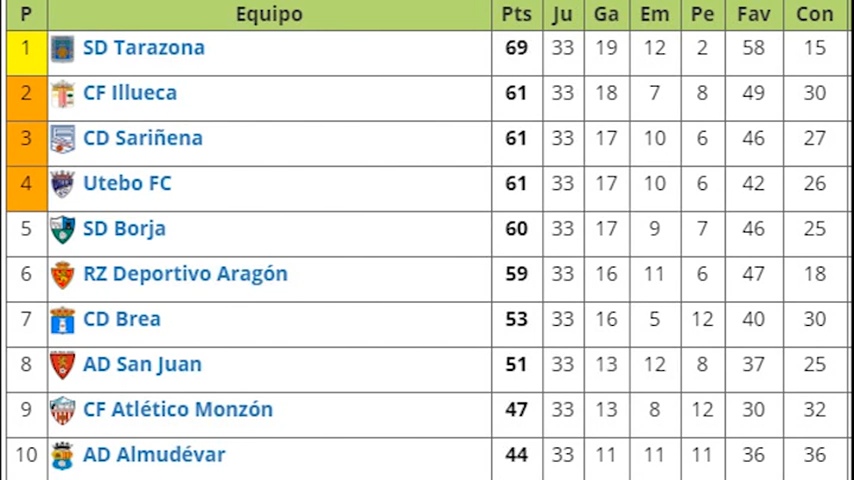 P Equipo Pts Ju Ga Em Pe Fav Con
1 SD Tarazona 69 33 19 12 2 58 15
2 CF Illueca 61 33 18 7 8 49 30
3 CD Sariñena 61 33 17 10 6 46 27
4 Utebo FC 61 33 17 10 6 42 26
5 SD Borja 60 33 17 9 7 46 25
6 RZ Deportivo Aragón 59 33 16 11 6 47 18
7 CD Brea 53 33 16 5 12 40 30
8 AD San Juan 51 33 13 12 8 37 25
9 CF Atlético Monzón 47 33 13 8 12 30 32
10 AD Almudévar 44 33 11 11 11 36 36